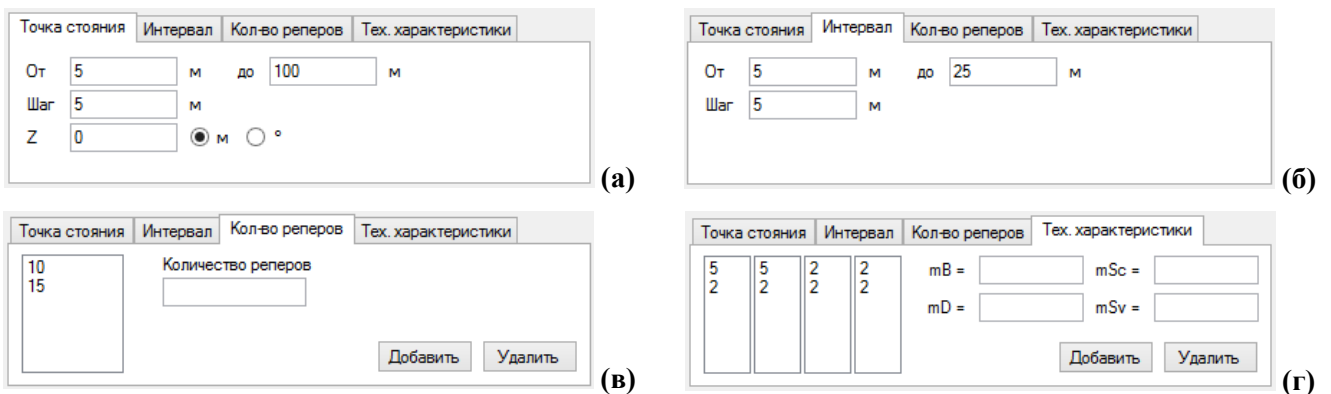 Точка стояния Интервал Кол-во реперов Тех. характеристики
От 5 м до 100 м
Шаг 5 м
Z 0 м °
(а)
Точка стояния Интервал Кол-во реперов Тех. характеристики
От 5 м до 25 м
Шаг 5 м
(б)
Точка стояния Интервал Кол-во реперов Тех. характеристики
10 Количество реперов
15
Добавить Удалить
(в)
Точка стояния Интервал Кол-во реперов Тех. характеристики
5 5 2 2 mB = mSc =
2 2 2 2
mD = mSv =
Добавить Удалить
(г)